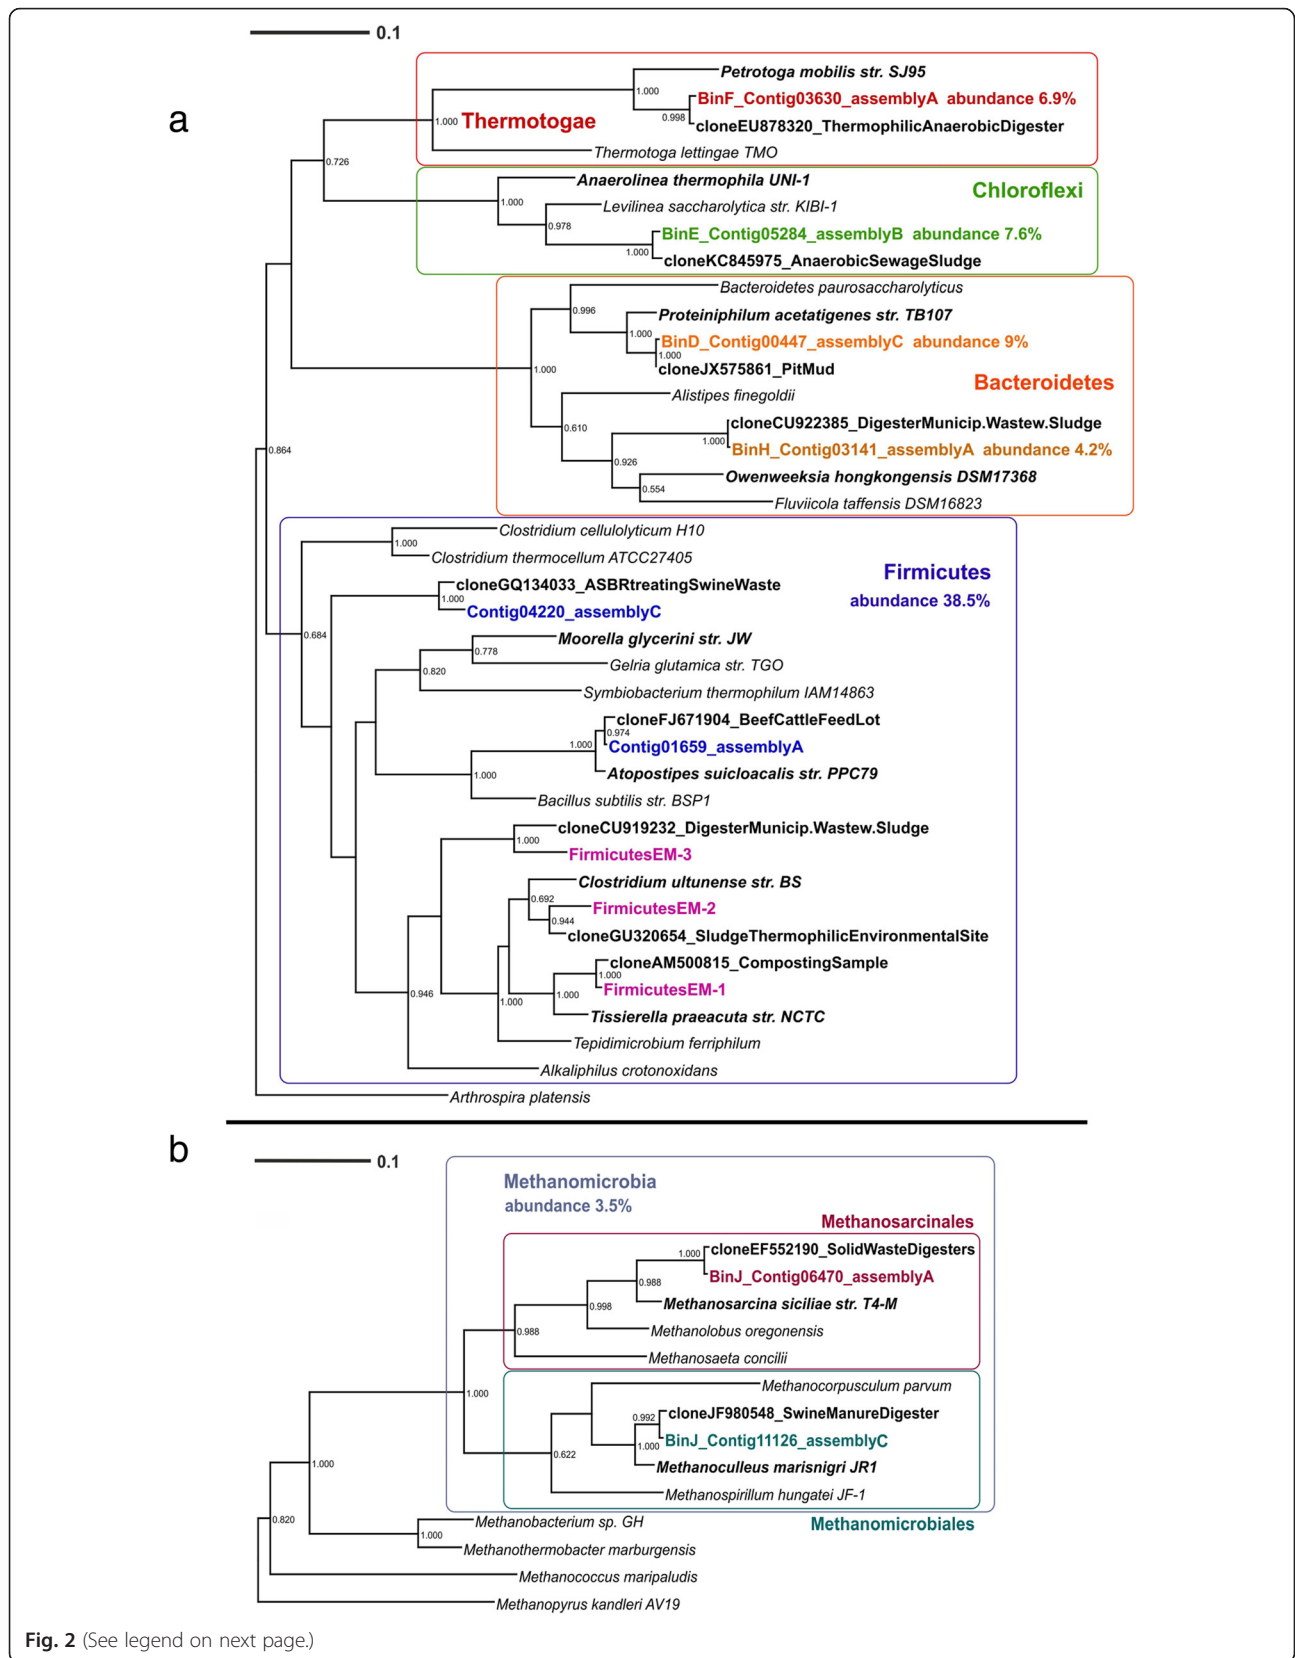 0.1
a
Petrotoga mobilis str. SJ95
1.000
BinF_Contig03630_assemblyA abundance 6.9%
0.998
cloneEU878320_ThermophilicAnaerobicDigester
1.000
Thermotogae
Thermotoga lettingae TMO
0.726
Anaerolinea thermophila UNI-1
Chloroflexi
1.000
Levilinea saccharolytica str. KIBI-1
0.978
BinE_Contig05284_assemblyB abundance 7.6%
1.000
cloneKC845975_AnaerobicSewageSludge
Bacteroidetes paurosaccharolyticus
0.996
Proteiniphilum acetatigenes str. TB107
1.000
BinD_Contig00447_assemblyC abundance 9%
1.000
cloneJX575861_PitMud
1.000
Bacteroidetes
Alistipes finegoldii
0.610
cloneCU922385_DigesterMunicip.Wastew.Sludge
1.000
BinH_Contig03141_assemblyA abundance 4.2%
0.864
0.926
Owenweeksia hongkongensis DSM17368
0.554
Fluviicola taffensis DSM16823
Clostridium cellulolyticum H10
1.000
Clostridium thermocellum ATCC27405
Firmicutes
abundance 38.5%
cloneGQ134033_ASBRtreatingSwineWaste
1.000
Contig04220_assemblyC
0.684
Moorella glycerini str. JW
0.778
Gelria glutamica str. TGO
0.820
Symbiobacterium thermophilum IAM14863
cloneFJ671904_BeefCattleFeedLot
0.974
1.000
Contig01659_assemblyA
1.000
Atopostipes suicloacalis str. PPC79
Bacillus subtilis str. BSP1
cloneCU919232_DigesterMunicip.Wastew.Sludge
1.000
FirmicutesEM-3
Clostridium ultunense str. BS
0.692
FirmicutesEM-2
0.944
cloneGU320654_SludgeThermophilicEnvironmentalSite
cloneAM500815_CompostingSample
1.000
FirmicutesEM-1
0.946
1.000
1.000
Tissierella praeacuta str. NCTC
Tepidimicrobium ferriphilum
Alkaliphilus crotonoxidans
Arthrospira platensis
b
0.1
Methanomicrobia
abundance 3.5%
Methanosarcinales
cloneEF552190_SolidWasteDigesters
1.000
BinJ_Contig06470_assemblyA
0.988
Methanosarcina siciliae str. T4-M
0.998
Methanolobus oregonensis
0.988
Methanosaeta concilii
Methanocorpusculum parvum
1.000
cloneJF980548_SwineManureDigester
0.992
BinJ_Contig11126_assemblyC
1.000
0.622
Methanoculleus marisnigri JR1
1.000
Methanospirillum hungatei JF-1
Methanomicrobiales
0.820
Methanobacterium sp. GH
1.000
Methanothermobacter marburgensis
Methanococcus maripaludis
Methanopyrus kandleri AV19
Fig. 2 (See legend on next page.)